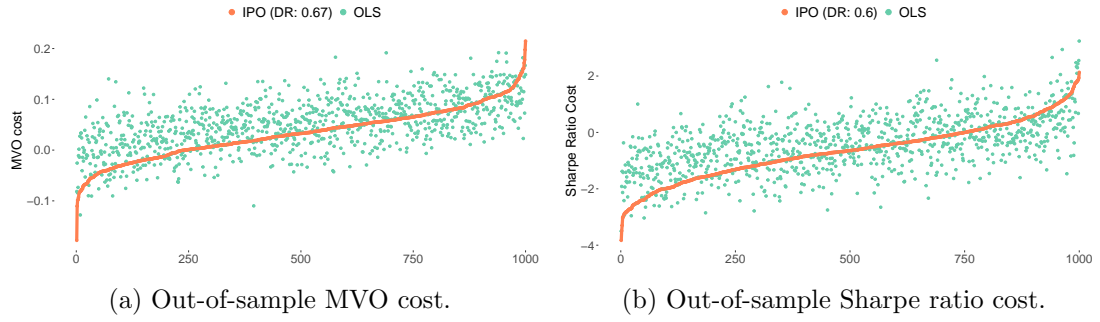 IPO (DR: 0.67) OLS
MVO cost
0.2
0.1
0.0
−0.1
0 250 500 750 1000
(a) Out-of-sample MVO cost.
IPO (DR: 0.6) OLS
Sharpe Ratio Cost
2
0
−2
−4
0 250 500 750 1000
(b) Out-of-sample Sharpe ratio cost.